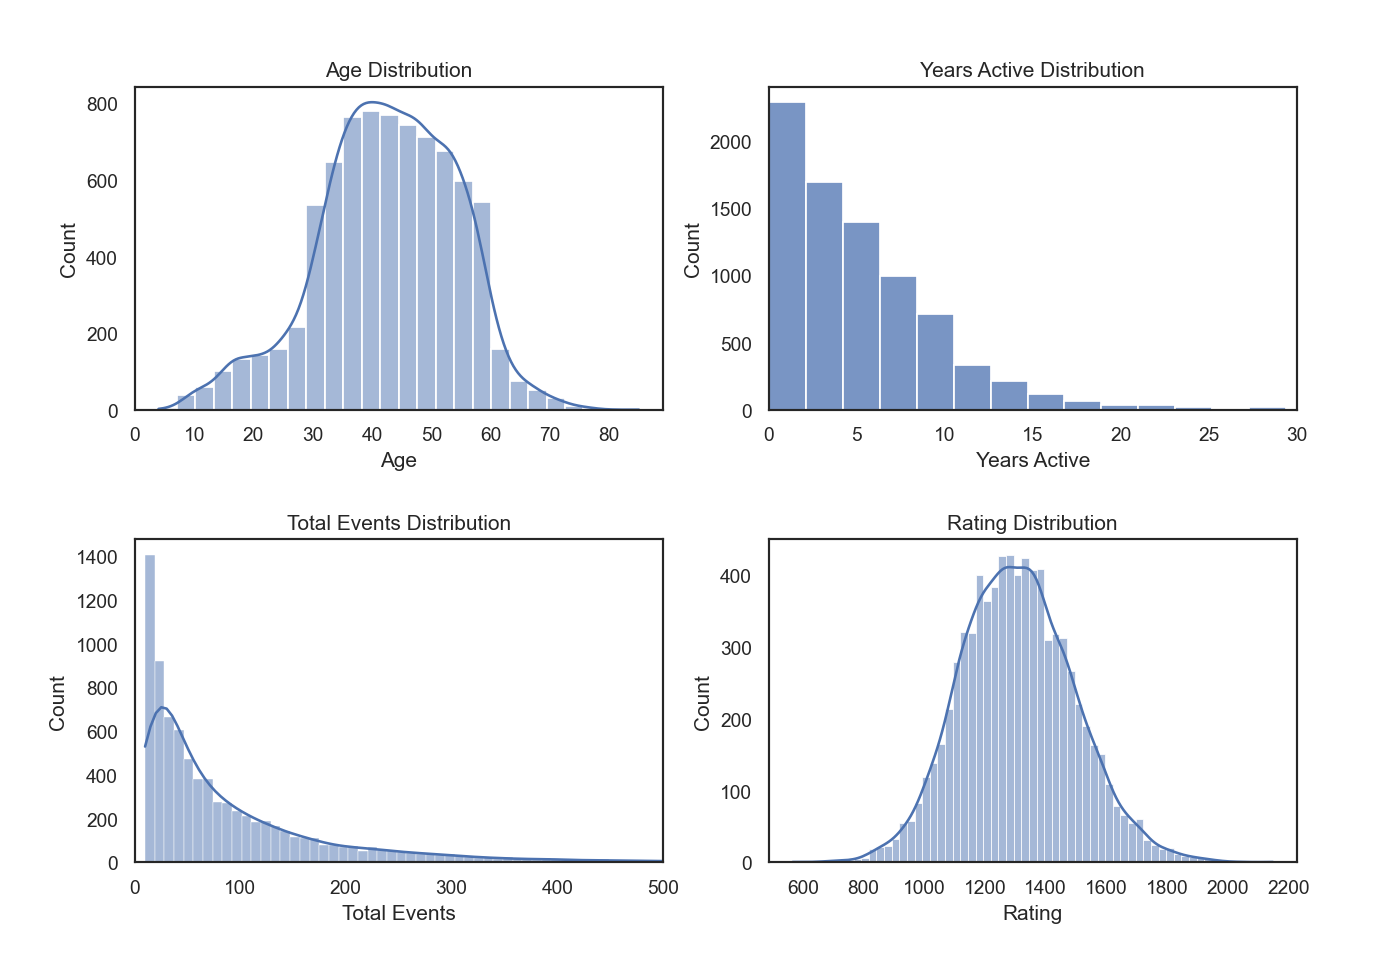 Age Distribution
800
600
400
200
0
Count
0 10 20 30 40 50 60 70 80
Age
Years Active Distribution
2000
1500
1000
500
0
Count
0 5 10 15 20 25 30
Years Active
Total Events Distribution
1400
1200
1000
800
600
400
200
0
Count
0 100 200 300 400 500
Total Events
Rating Distribution
400
300
200
100
0
Count
600 800 1000 1200 1400 1600 1800 2000 2200
Rating